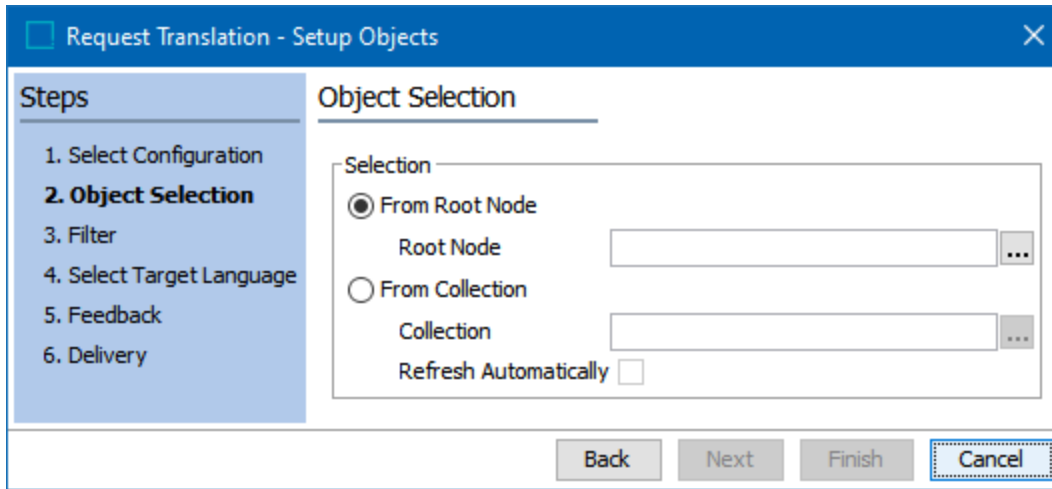 Request Translation - Setup Objects
Steps
1. Select Configuration
2. Object Selection
3. Filter
4. Select Target Language
5. Feedback
6. Delivery
Object Selection
Selection
From Root Node
Root Node
...
From Collection
Collection
...
Refresh Automatically
Back Next Finish Cancel